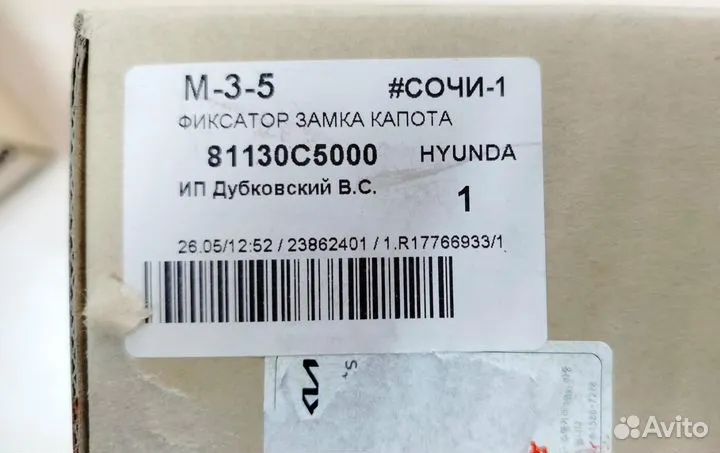 М-3-5 #СОЧИ-1
ФИКСАТОР ЗАМКА КАПОТА
81130C5000 HYUNDA
ИП Дубковский В.С. 1
26.05/12:52 / 23862401 / 1.R17766933/1
Avito